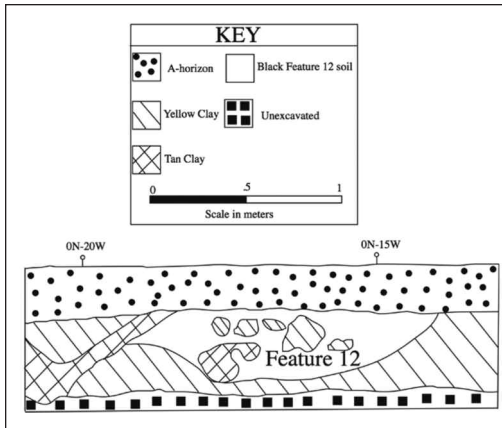 KEY
A-horizon
Black Feature 12 soil
Yellow Clay
Unexcavated
Tan Clay
0 .5 1
Scale in meters
0N-20W 0N-15W
Feature 12